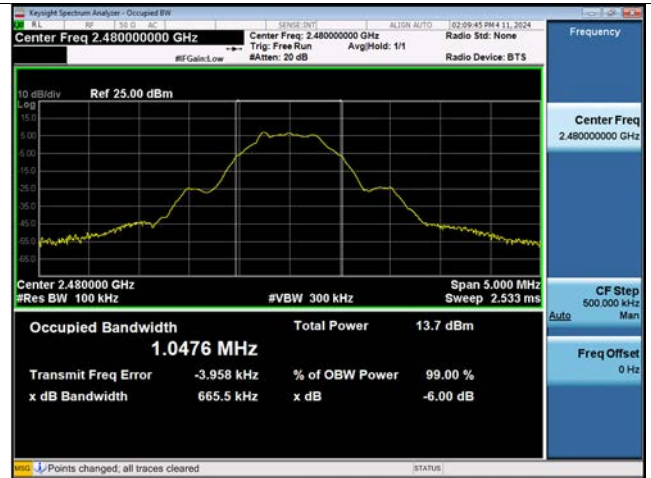 Keysight Spectrum Analyzer - Occupied BW
RL RF 50 Ω AC SENSE:INT ALIGN AUTO 02:09:45 PM 4 11, 2024
Center Freq 2.480000000 GHz
Center Freq: 2.480000000 GHz
Radio Std: None
Trig: Free Run Avg|Hold: 1/1
#IFGain:Low #Atten: 20 dB Radio Device: BTS
Frequency
10 dB/div Ref 25.00 dBm
Log
15.0
5.00
-5.00
-15.0
-25.0
-35.0
-45.0
-55.0
-65.0
Center 2.480000 GHz Span 5.000 MHz
#Res BW 100 kHz #VBW 300 kHz Sweep 2.533 ms
Occupied Bandwidth Total Power 13.7 dBm
1.0476 MHz
Transmit Freq Error -3.958 kHz % of OBW Power 99.00 %
x dB Bandwidth 665.5 kHz x dB -6.00 dB
Center Freq
2.480000000 GHz
CF Step
500.000 kHz
Auto Man
Freq Offset
0 Hz
MSG Points changed; all traces cleared STATUS